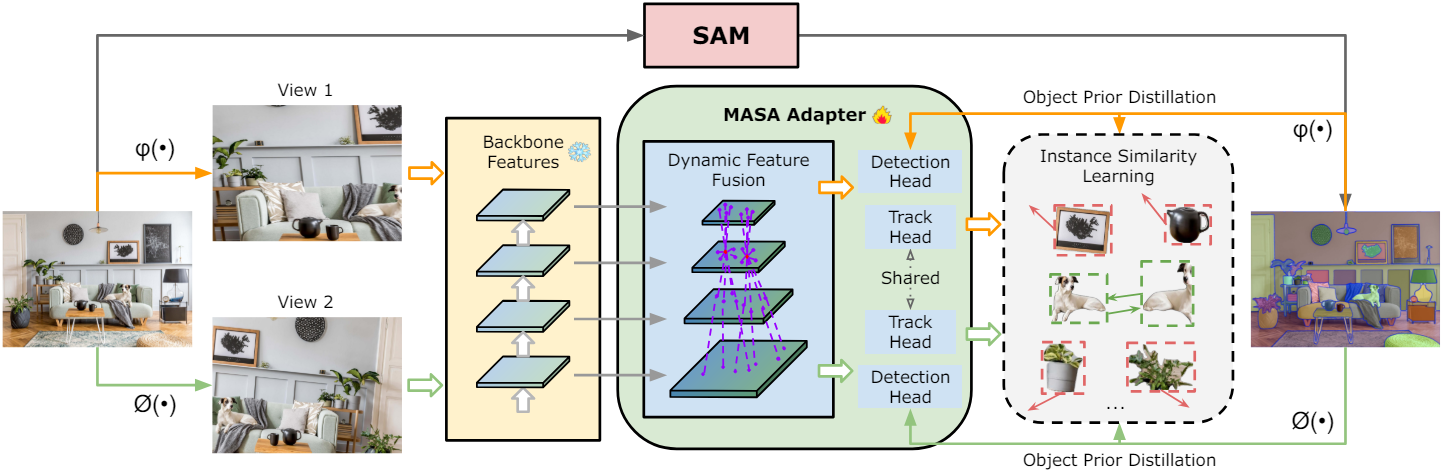 SAM
View 1
MASA Adapter
Object Prior Distillation
φ(•)
φ(•)
Backbone
Features
Dynamic Feature
Fusion
Detection
Head
Instance Similarity
Learning
Track
Head
Shared
View 2
Track
Head
Detection
Head
...
Ø(•)
Ø(•)
Object Prior Distillation